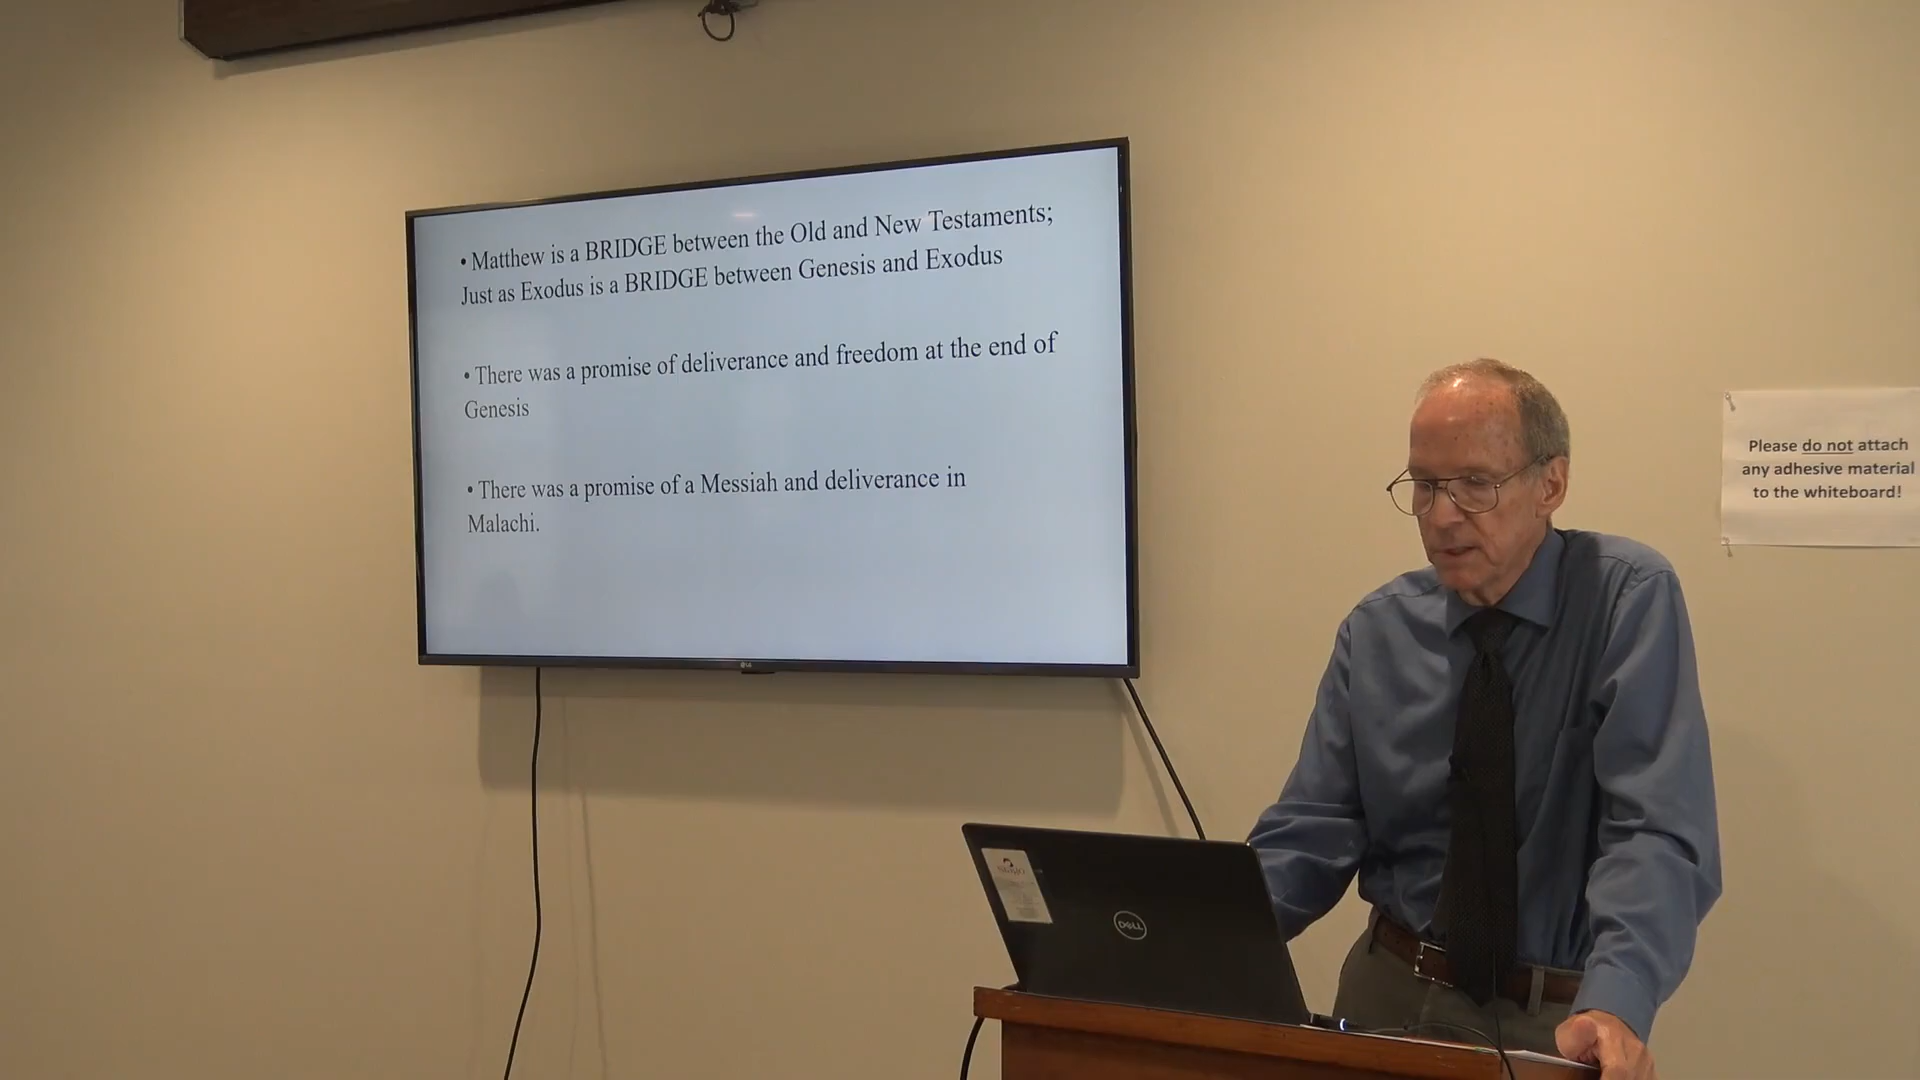 • Matthew is a BRIDGE between the Old and New Testaments;
Just as Exodus is a BRIDGE between Genesis and Exodus
• There was a promise of deliverance and freedom at the end of
Genesis
• There was a promise of a Messiah and deliverance in
Malachi.
LG
Please do not attach
any adhesive material
to the whiteboard!
DELL